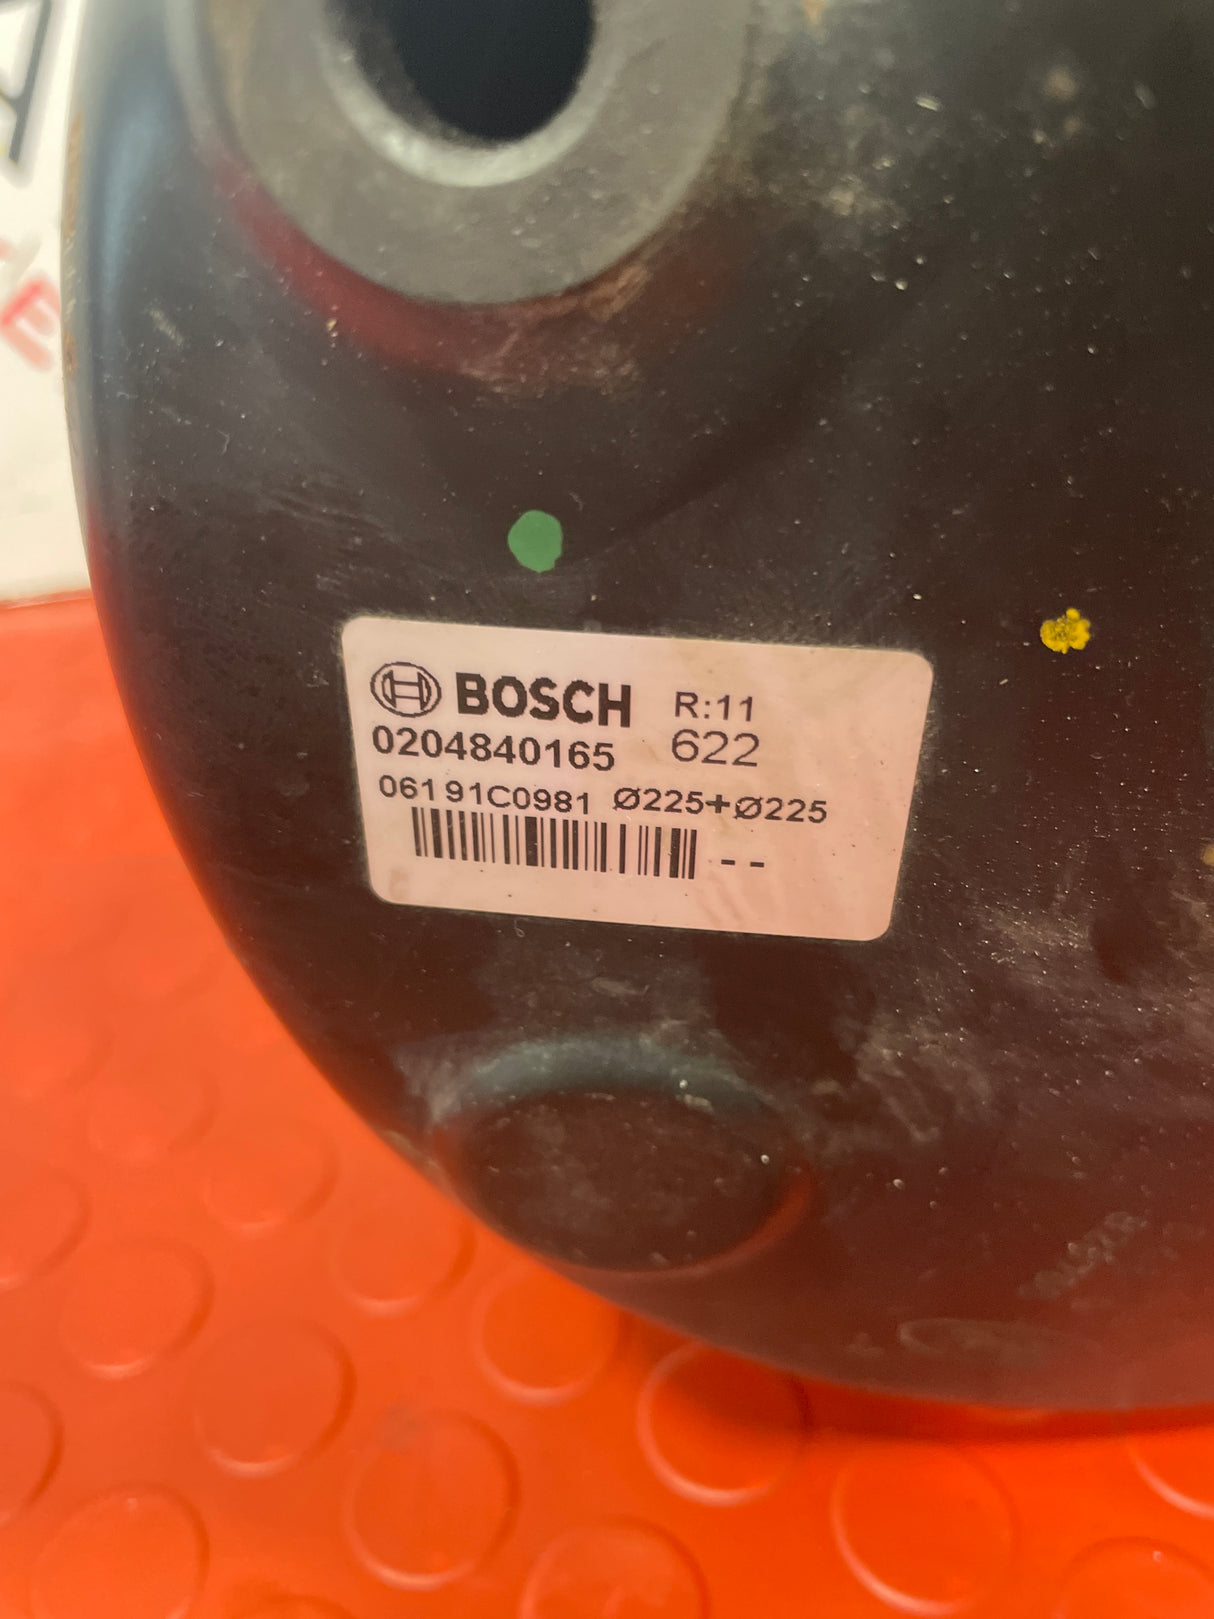 BOSCH R:11
0204840165 622
06191C0981 Ø225+Ø225
--